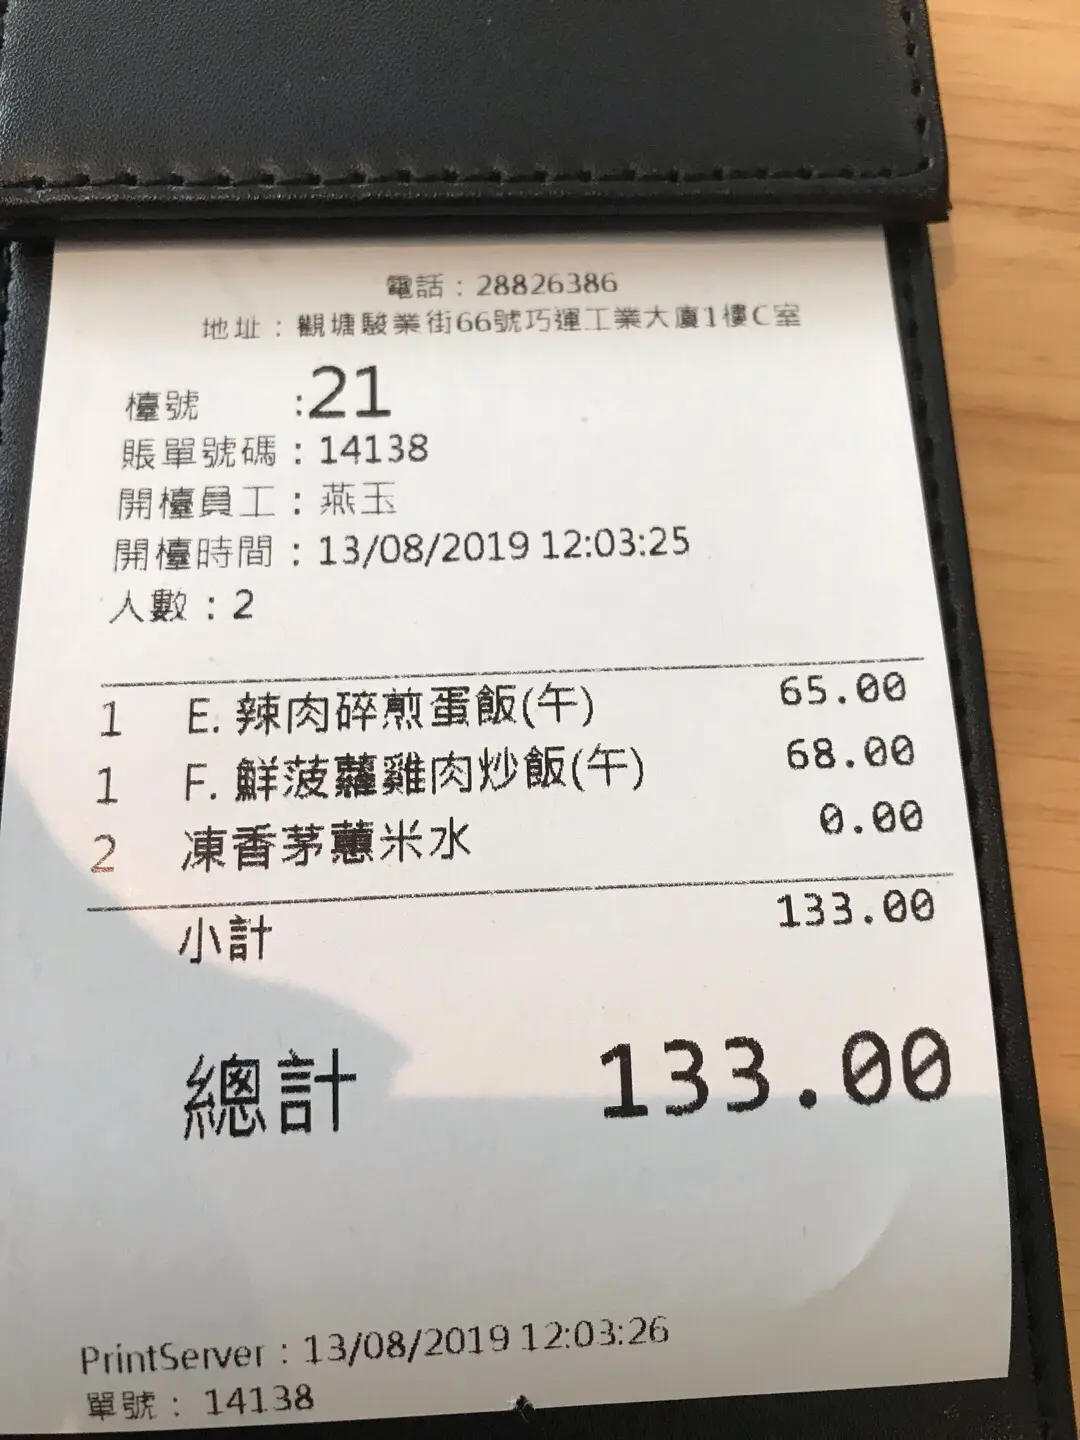 電話：28826386
地址：觀塘駿業街66號巧運工業大廈1樓C室
檯號 :21
賬單號碼：14138
開檯員工：燕玉
開檯時間：13/08/2019 12:03:25
人數：2
1 E. 辣肉碎煎蛋飯(午) 65.00
1 F. 鮮菠蘿雞肉炒飯(午) 68.00
2 凍香茅薏米水 0.00
小計 133.00
總計 133.00
PrintServer : 13/08/2019 12:03:26
單號：14138